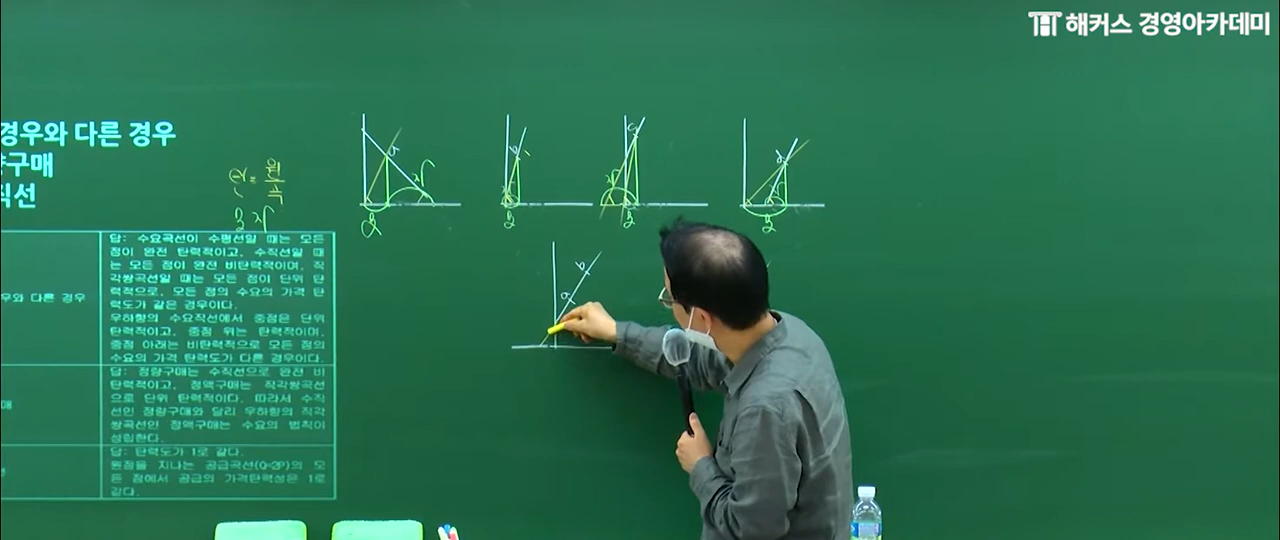 해커스 경영아카데미
경우와 다른 경우
구매
직선
답: 수요곡선이 수평선일 때는 모든
점이 완전 탄력적이고, 수직선일 때
는 모든 점이 완전 비탄력적이며, 직
각쌍곡선일 때는 모든 점이 단위 탄
력적으로, 모든 점의 수요의 가격 탄
력도가 같은 경우이다.
우하향의 수요직선에서 중점은 단위
탄력적이고, 중점 위는 탄력적이며,
중점 아래는 비탄력적으로 모든 점의
수요의 가격 탄력도가 다른 경우이다.
우와 다른 경우
답: 정량구매는 수직선으로 완전 비
탄력적이고, 정액구매는 직각쌍곡선
으로 단위 탄력적이다. 따라서 수직
선인 정량구매와 달리 우하향의 직각
쌍곡선인 정액구매는 수요의 법칙이
성립한다.
매
답: 탄력도가 1로 같다.
원점을 지나는 공급곡선(Q=2P)의 모
든 점에서 공급의 가격탄력성은 1로
같다.